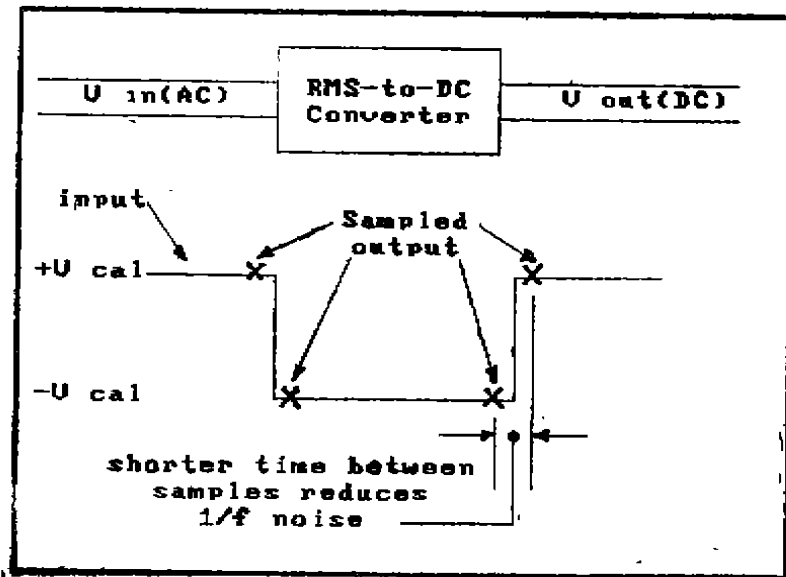 V in(AC)
RMS-to-DC
Converter
V out(DC)
input
Sampled
output
+V cal
-V cal
shorter time between
samples reduces
1/f noise